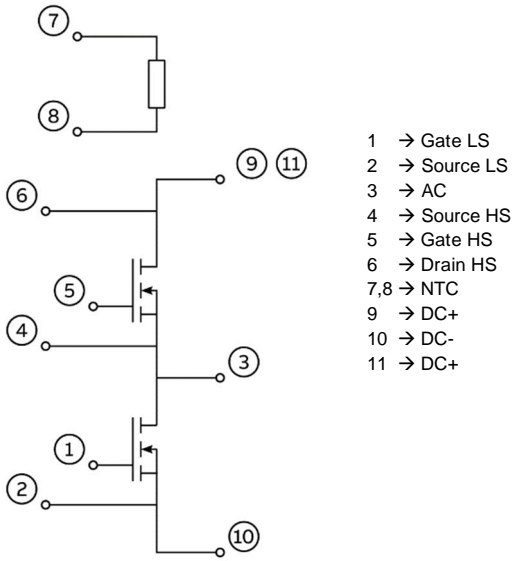 7
8
9 11
6
5
4
3
1
2
10
1 → Gate LS
2 → Source LS
3 → AC
4 → Source HS
5 → Gate HS
6 → Drain HS
7,8 → NTC
9 → DC+
10 → DC-
11 → DC+